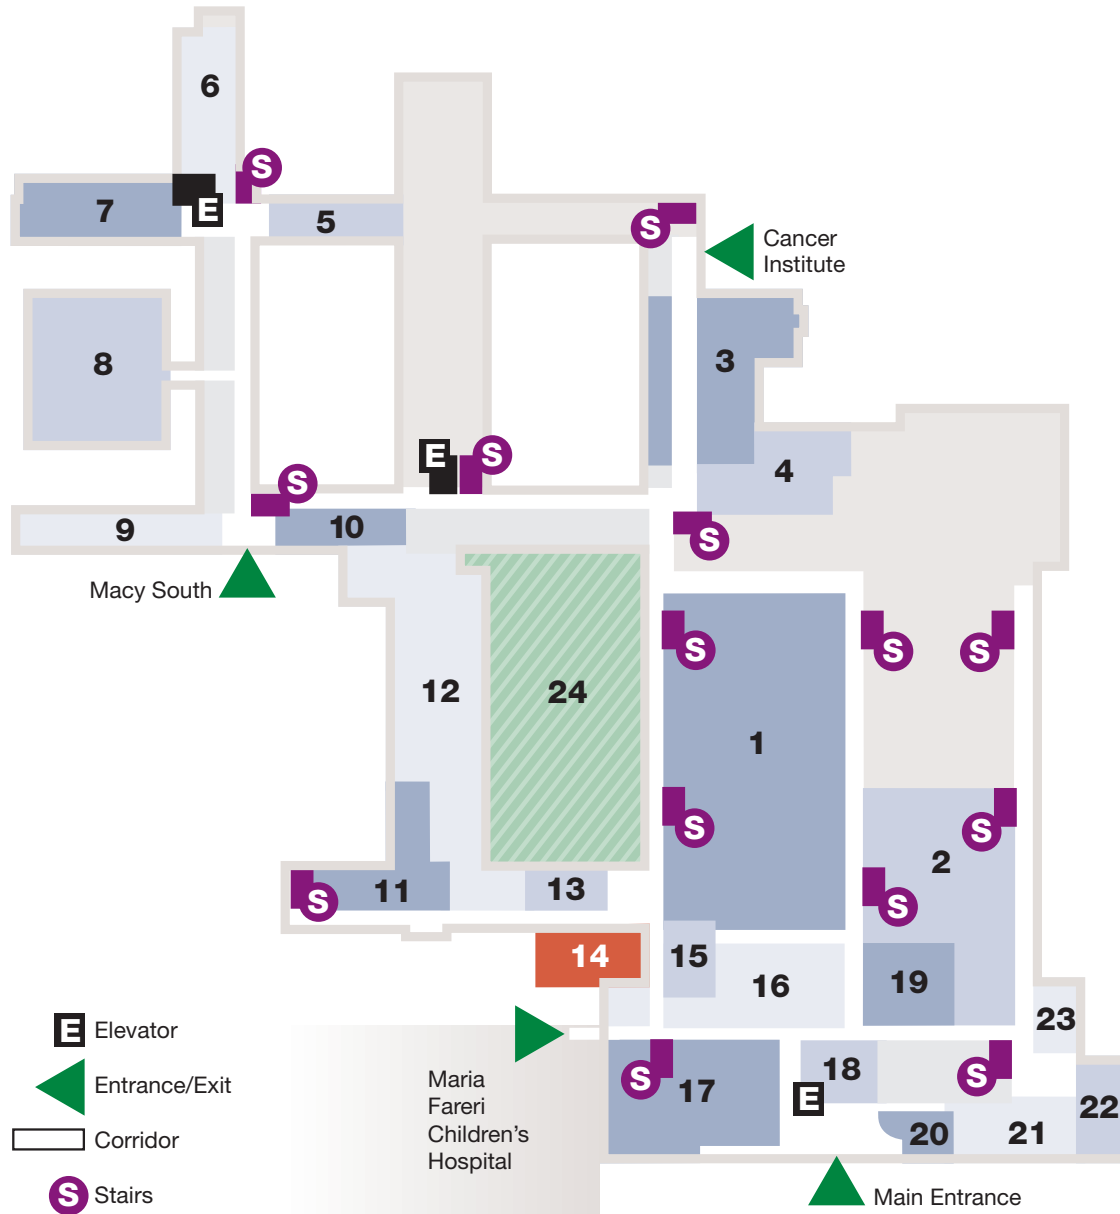 6
S
7
E
5
S
Cancer
Institute
8
3
E
S
4
S
9
10
S
Macy South
S
S
S
12
24
1
S
S
2
11
13
S
S
14
15
16
19
23
E Elevator
Entrance/Exit
Corridor
S Stairs
Maria
Fareri
Children's
Hospital
S
17
18
S
E
20
21
22
Main Entrance